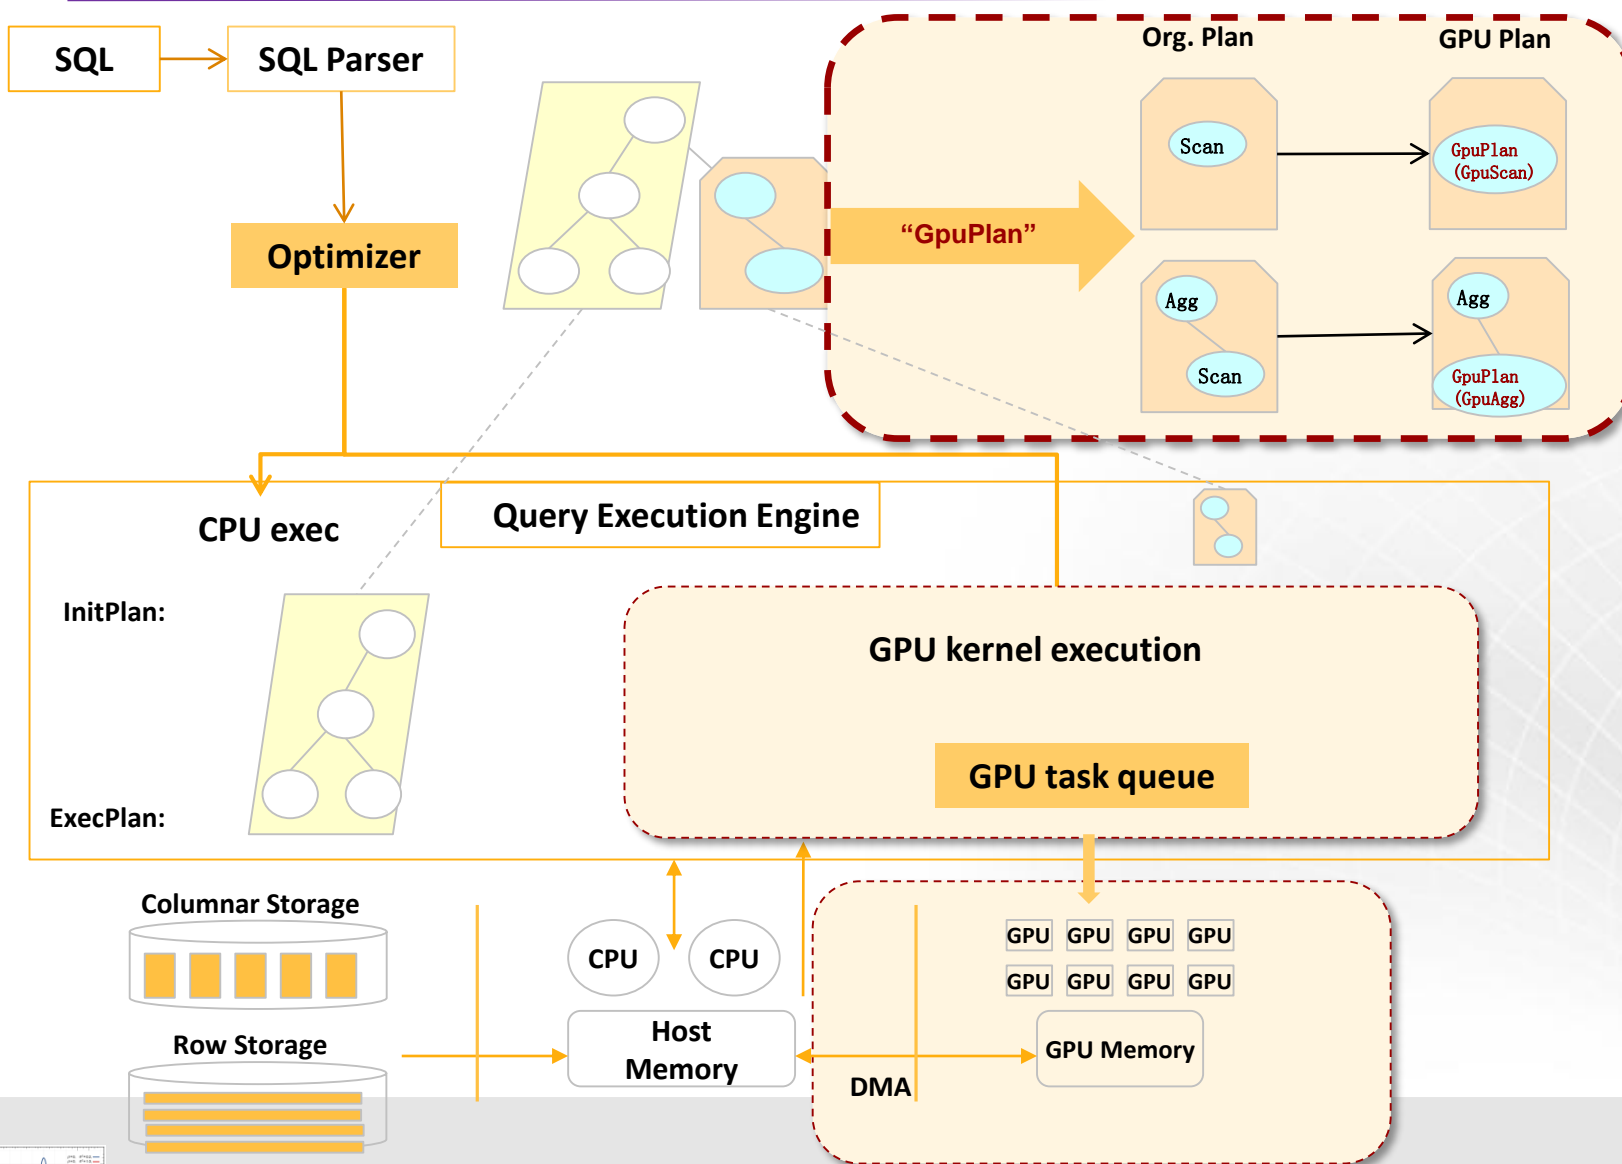 SQL
SQL Parser
Optimizer
Org. Plan
GPU Plan
Scan
GpuPlan
(GpuScan)
“GpuPlan”
Agg
Scan
Agg
GpuPlan
(GpuAgg)
CPU exec
Query Execution Engine
InitPlan:
ExecPlan:
GPU kernel execution
GPU task queue
Columnar Storage
Row Storage
CPU
CPU
Host
Memory
DMA
GPU GPU GPU GPU
GPU GPU GPU GPU
GPU Memory